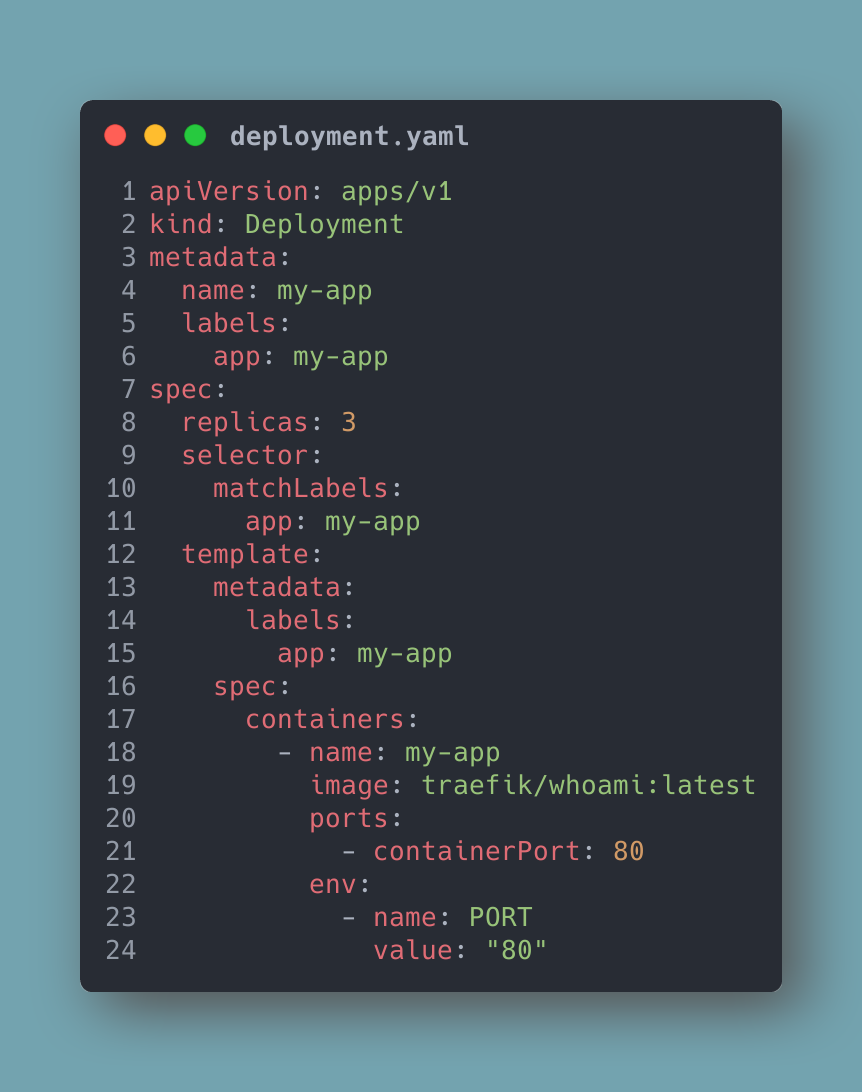 deployment.yaml
1 apiVersion: apps/v1
2 kind: Deployment
3 metadata:
4   name: my-app
5   labels:
6     app: my-app
7 spec:
8   replicas: 3
9   selector:
10     matchLabels:
11       app: my-app
12   template:
13     metadata:
14       labels:
15         app: my-app
16     spec:
17       containers:
18         - name: my-app
19           image: traefik/whoami:latest
20           ports:
21             - containerPort: 80
22           env:
23             - name: PORT
24               value: "80"